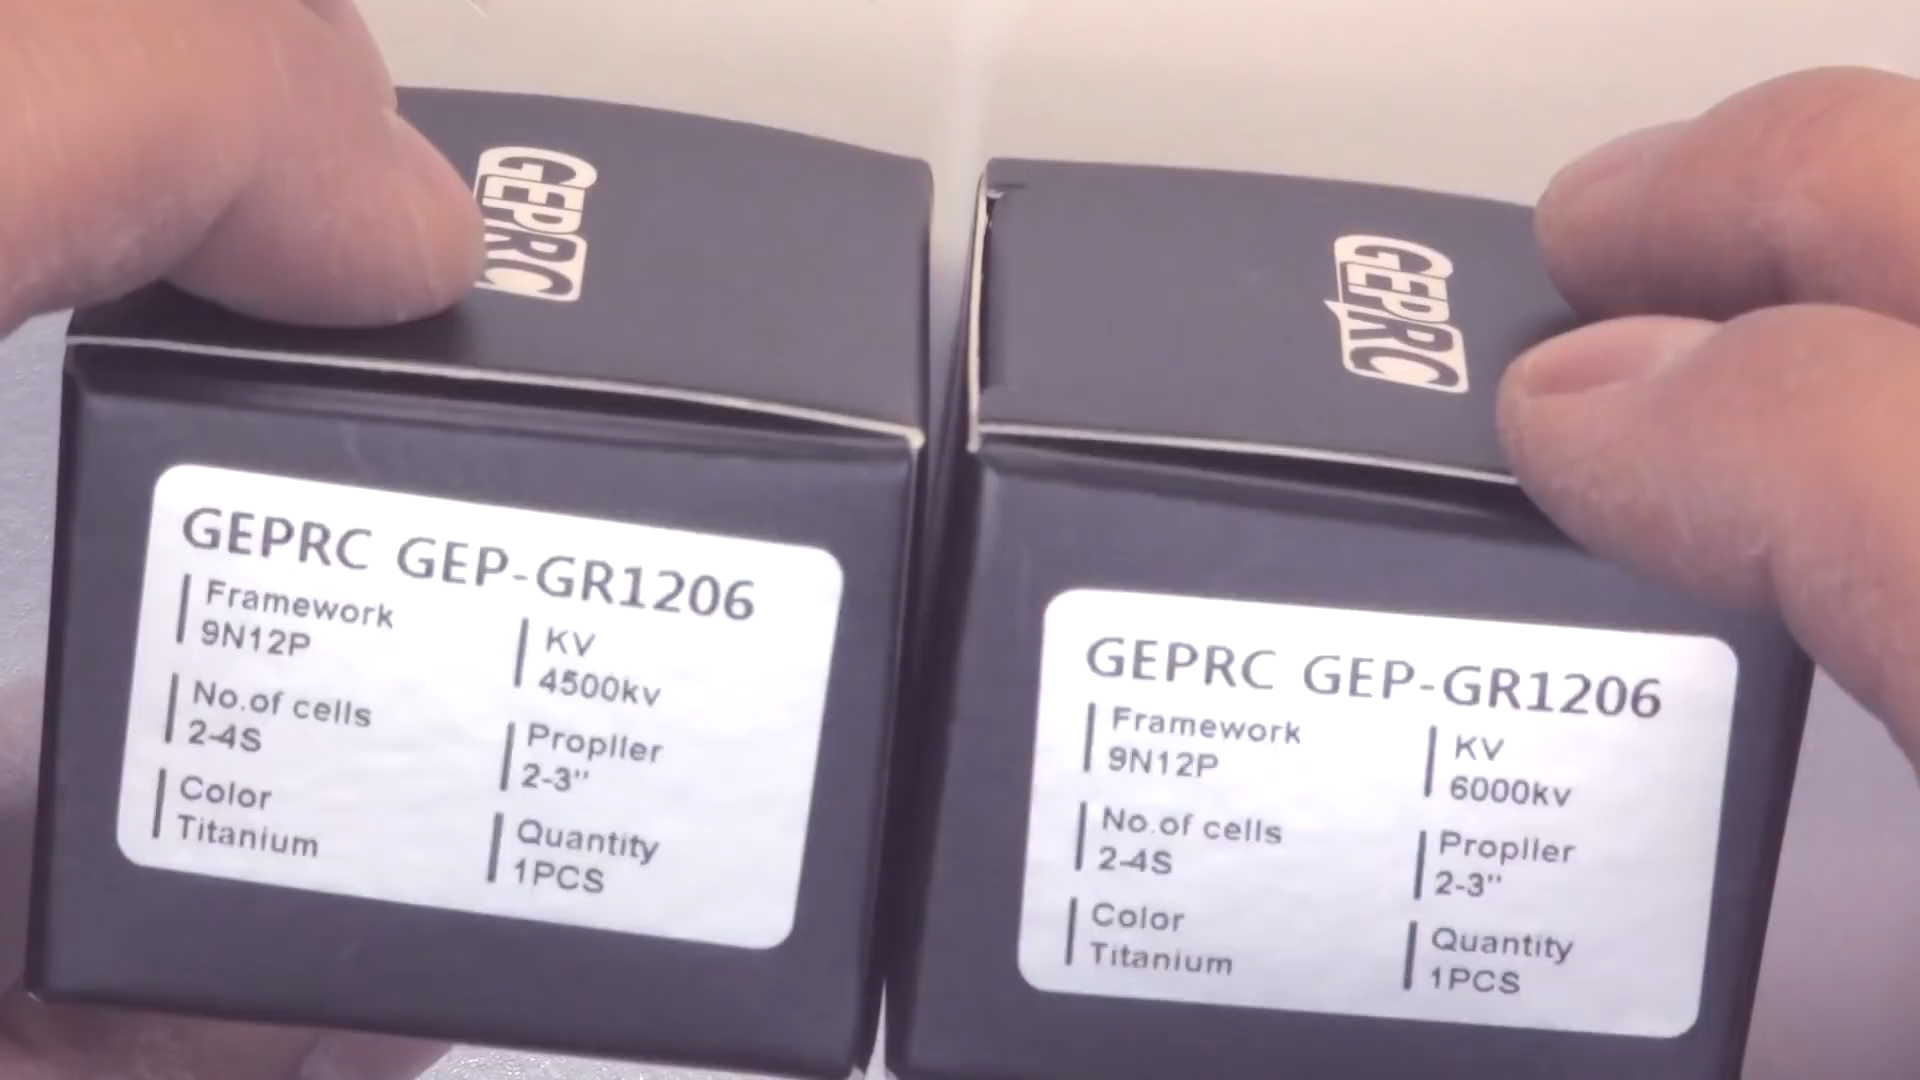 GEPRC
GEPRC GEP-GR1206
Framework
9N12P
KV
4500kv
No.of cells
2-4S
Propller
2-3"
Color
Titanium
Quantity
1PCS
GEPRC
GEPRC GEP-GR1206
Framework
9N12P
KV
6000kv
No.of cells
2-4S
Propller
2-3"
Color
Titanium
Quantity
1PCS